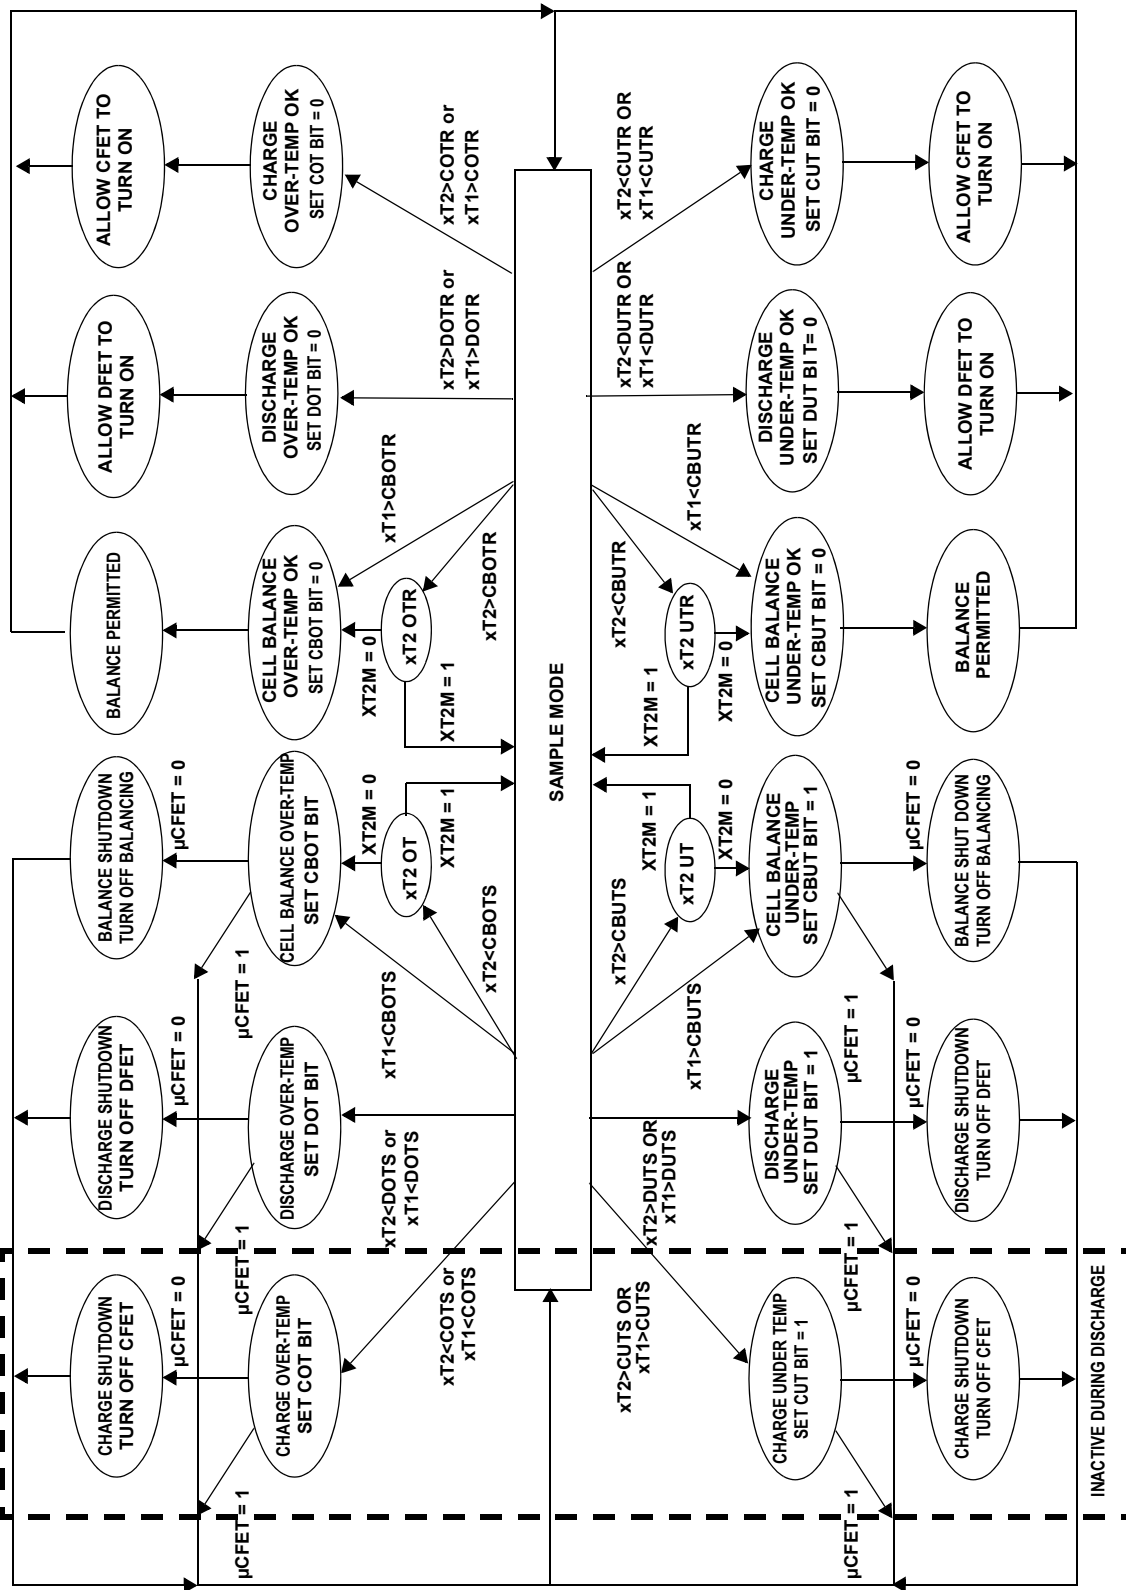 CHARGE SHUTDOWN
TURN OFF CFET
DISCHARGE SHUTDOWN
TURN OFF DFET
BALANCE SHUTDOWN
TURN OFF BALANCING
BALANCE PERMITTED
ALLOW DFET TO
TURN ON
ALLOW CFET TO
TURN ON
µCFET = 1
µCFET = 0
µCFET = 1
µCFET = 0
µCFET = 1
µCFET = 0
CHARGE OVER-TEMP
SET COT BIT
DISCHARGE OVER-TEMP
SET DOT BIT
CELL BALANCE OVER-TEMP
SET CBOT BIT
CELL BALANCE
OVER-TEMP OK
SET CBOT BIT = 0
DISCHARGE
OVER-TEMP OK
SET DOT BIT = 0
CHARGE
OVER-TEMP OK
SET COT BIT = 0
xT2<COTS or
xT1<COTS
xT2<DOTS or
xT1<DOTS
xT1<CBOTS
xT2<CBOTS
XT2M = 0
xT2 OT
XT2M = 1
XT2M = 0
xT2 OTR
XT2M = 1
xT1>CBOTR
xT2>CBOTR
xT2>DOTR or
xT1>DOTR
xT2>COTR or
xT1>COTR
SAMPLE MODE
xT2>CUTS OR
xT1>CUTS
xT2>DUTS OR
xT1>DUTS
xT2>CBUTS
xT1>CBUTS
XT2M = 1
xT2 UT
XT2M = 0
XT2M = 1
xT2 UTR
XT2M = 0
xT2<CBUTR
xT1<CBUTR
xT2<DUTR OR
xT1<DUTR
xT2<CUTR OR
xT1<CUTR
CHARGE UNDER TEMP
SET CUT BIT = 1
DISCHARGE
UNDER-TEMP
SET DUT BIT = 1
CELL BALANCE
UNDER-TEMP
SET CBUT BIT = 1
CELL BALANCE
UNDER-TEMP OK
SET CBUT BIT = 0
DISCHARGE
UNDER-TEMP OK
SET DUT BIT T= 0
CHARGE
UNDER-TEMP OK
SET CUT BIT = 0
µCFET = 1
µCFET = 0
µCFET = 1
µCFET = 0
µCFET = 1
µCFET = 0
CHARGE SHUTDOWN
TURN OFF CFET
DISCHARGE SHUTDOWN
TURN OFF DFET
BALANCE SHUT DOWN
TURN OFF BALANCING
BALANCE
PERMITTED
ALLOW DFET TO
TURN ON
ALLOW CFET TO
TURN ON
INACTIVE DURING DISCHARGE